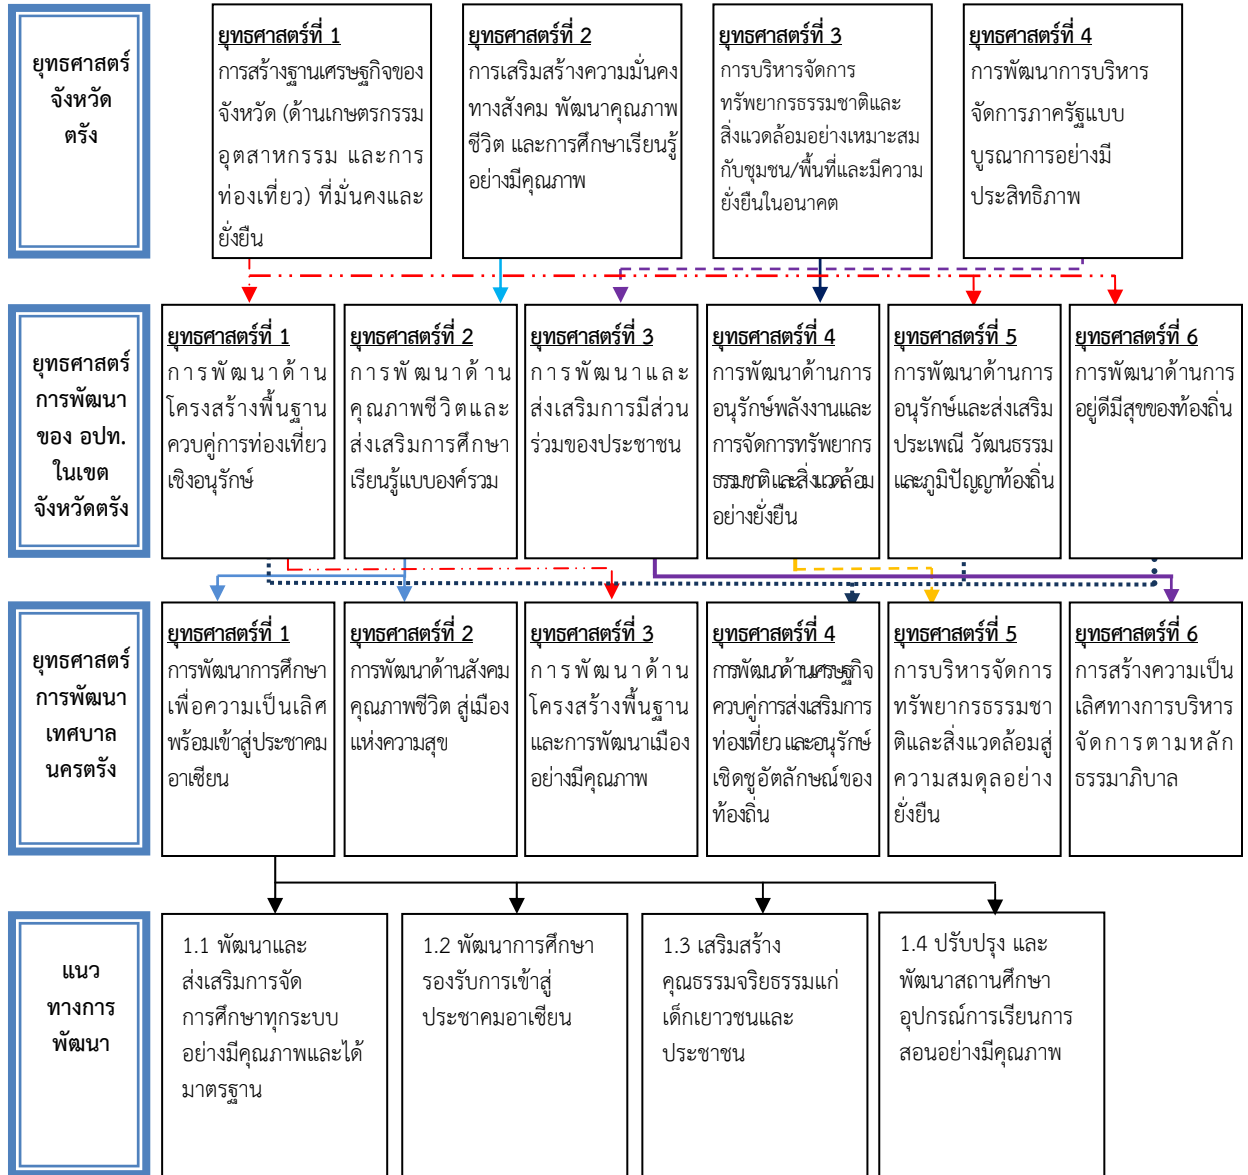 ยุทธศาสตร์
จังหวัด
ตรัง
ยุทธศาสตร์ที่ 1
การสร้างฐานเศรษฐกิจของ
จังหวัด (ด้านเกษตรกรรม
อุตสาหกรรม และการ
ท่องเที่ยว) ที่มั่นคงและ
ยั่งยืน
ยุทธศาสตร์ที่ 2
การเสริมสร้างความมั่นคง
ทางสังคม พัฒนาคุณภาพ
ชีวิต และการศึกษาเรียนรู้
อย่างมีคุณภาพ
ยุทธศาสตร์ที่ 3
การบริหารจัดการ
ทรัพยากรธรรมชาติและ
สิ่งแวดล้อมอย่างเหมาะสม
กับชุมชน/พื้นที่และมีความ
ยั่งยืนในอนาคต
ยุทธศาสตร์ที่ 4
การพัฒนาการบริหาร
จัดการภาครัฐแบบ
บูรณาการอย่างมี
ประสิทธิภาพ
ยุทธศาสตร์
การพัฒนา
ของ อปท.
ในเขต
จังหวัดตรัง
ยุทธศาสตร์ที่ 1
การพัฒนาด้าน
โครงสร้างพื้นฐาน
ควบคู่การท่องเที่ยว
เชิงอนุรักษ์
ยุทธศาสตร์ที่ 2
การพัฒนาด้าน
คุณภาพชีวิตและ
ส่งเสริมการศึกษา
เรียนรู้แบบองค์รวม
ยุทธศาสตร์ที่ 3
การพัฒนาและ
ส่งเสริมการมีส่วน
ร่วมของประชาชน
ยุทธศาสตร์ที่ 4
การพัฒนาด้านการ
อนุรักษ์พลังงานและ
การจัดการทรัพยากร
ธรรมชาติและสิ่งแวดล้อม
อย่างยั่งยืน
ยุทธศาสตร์ที่ 5
การพัฒนาด้านการ
อนุรักษ์และส่งเสริม
ประเพณี วัฒนธรรม
และภูมิปัญญาท้องถิ่น
ยุทธศาสตร์ที่ 6
การพัฒนาด้านการ
อยู่ดีมีสุขของท้องถิ่น
ยุทธศาสตร์
การพัฒนา
เทศบาล
นครตรัง
ยุทธศาสตร์ที่ 1
การพัฒนาการศึกษา
เพื่อความเป็นเลิศ
พร้อมเข้าสู่ประชาคม
อาเซียน
ยุทธศาสตร์ที่ 2
การพัฒนาด้านสังคม
คุณภาพชีวิต สู่เมือง
แห่งความสุข
ยุทธศาสตร์ที่ 3
การพัฒนาด้าน
โครงสร้างพื้นฐาน
และการพัฒนาเมือง
อย่างมีคุณภาพ
ยุทธศาสตร์ที่ 4
การพัฒนาด้านเศรษฐกิจ
ควบคู่การส่งเสริมการ
ท่องเที่ยว และอนุรักษ์
เชิดชูอัตลักษณ์ของ
ท้องถิ่น
ยุทธศาสตร์ที่ 5
การบริหารจัดการ
ทรัพยากรธรรมชา
ติและสิ่งแวดล้อมสู่
ความสมดุลอย่าง
ยั่งยืน
ยุทธศาสตร์ที่ 6
การสร้างความเป็น
เลิศทางการบริหาร
จัดการตามหลัก
ธรรมาภิบาล
แนว
ทางการ
พัฒนา
1.1 พัฒนาและ
ส่งเสริมการจัด
การศึกษาทุกระบบ
อย่างมีคุณภาพและได้
มาตรฐาน
1.2 พัฒนาการศึกษา
รองรับการเข้าสู่
ประชาคมอาเซียน
1.3 เสริมสร้าง
คุณธรรมจริยธรรมแก่
เด็กเยาวชนและ
ประชาชน
1.4 ปรับปรุง และ
พัฒนาสถานศึกษา
อุปกรณ์การเรียนการ
สอนอย่างมีคุณภาพ